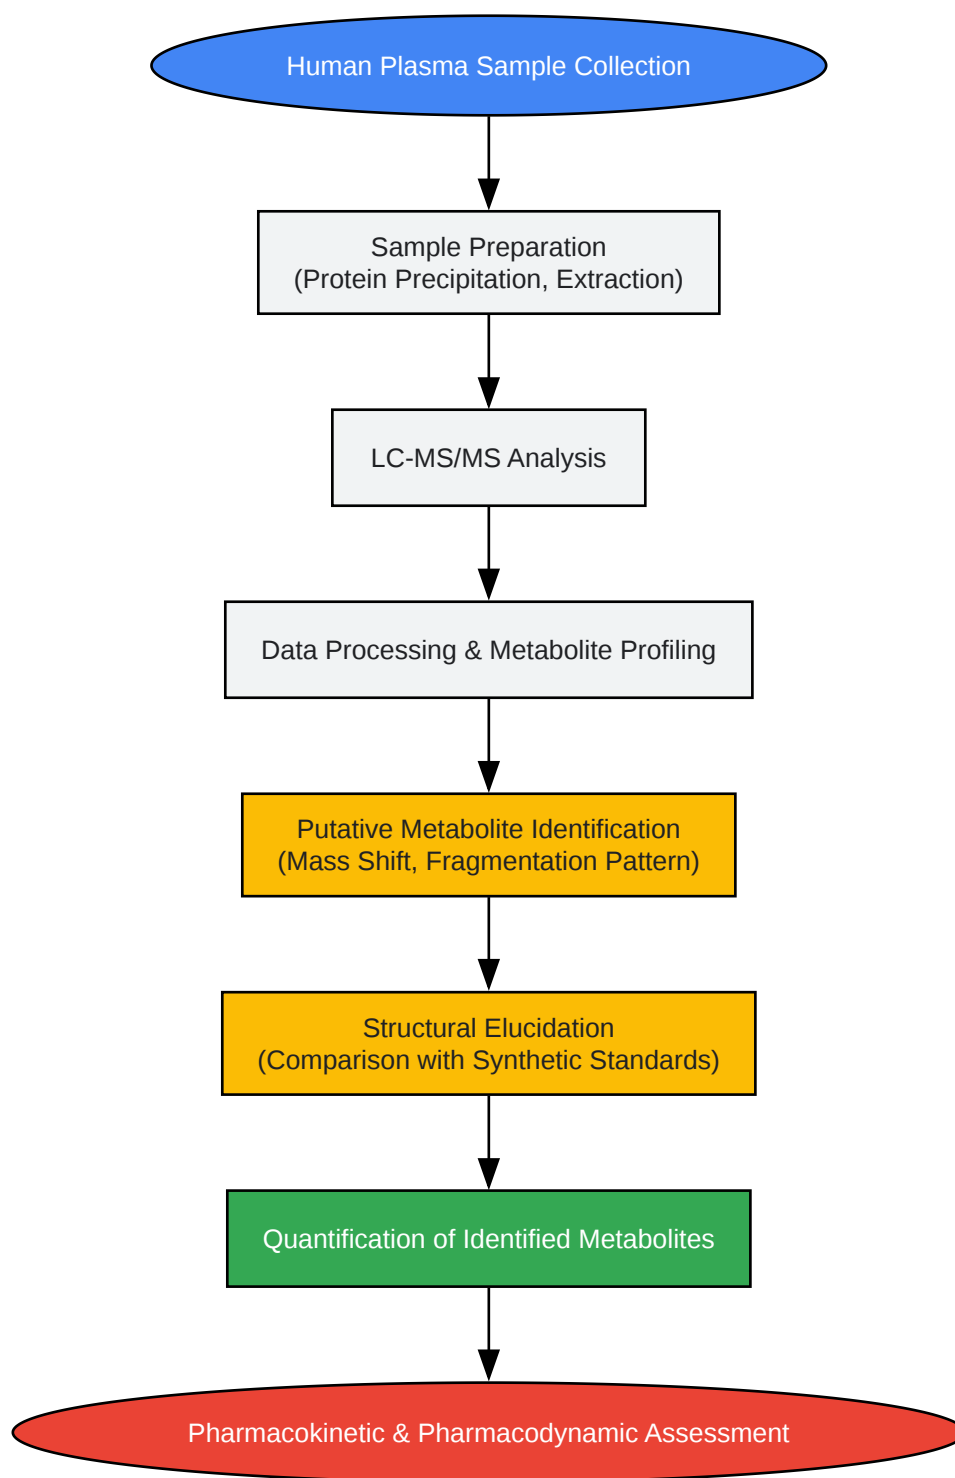 Human Plasma Sample Collection
Sample Preparation
(Protein Precipitation, Extraction)
LC-MS/MS Analysis
Data Processing & Metabolite Profiling
Putative Metabolite Identification
(Mass Shift, Fragmentation Pattern)
Structural Elucidation
(Comparison with Synthetic Standards)
Quantification of Identified Metabolites
Pharmacokinetic & Pharmacodynamic Assessment